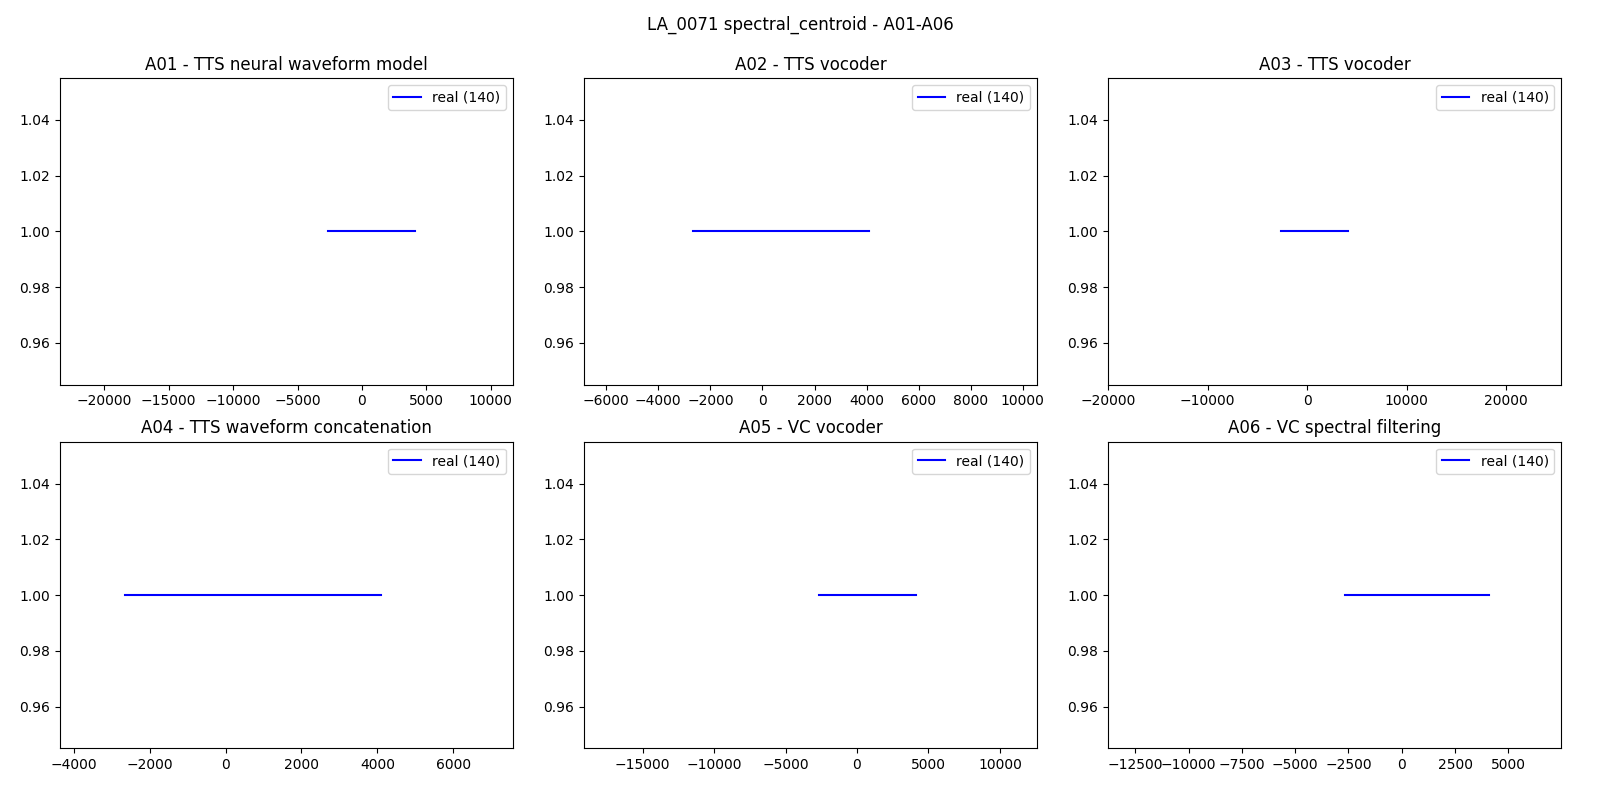 LA_0071 spectral_centroid - A01-A06
A01 - TTS neural waveform model
real (140)
1.04
1.02
1.00
0.98
0.96
−20000 −15000 −10000 −5000 0 5000 10000
A02 - TTS vocoder
real (140)
1.04
1.02
1.00
0.98
0.96
−6000 −4000 −2000 0 2000 4000 6000 8000 10000
A03 - TTS vocoder
real (140)
1.04
1.02
1.00
0.98
0.96
−20000 −10000 0 10000 20000
A04 - TTS waveform concatenation
real (140)
1.04
1.02
1.00
0.98
0.96
−4000 −2000 0 2000 4000 6000
A05 - VC vocoder
real (140)
1.04
1.02
1.00
0.98
0.96
−15000 −10000 −5000 0 5000 10000
A06 - VC spectral filtering
real (140)
1.04
1.02
1.00
0.98
0.96
−12500 −10000 −7500 −5000 −2500 0 2500 5000